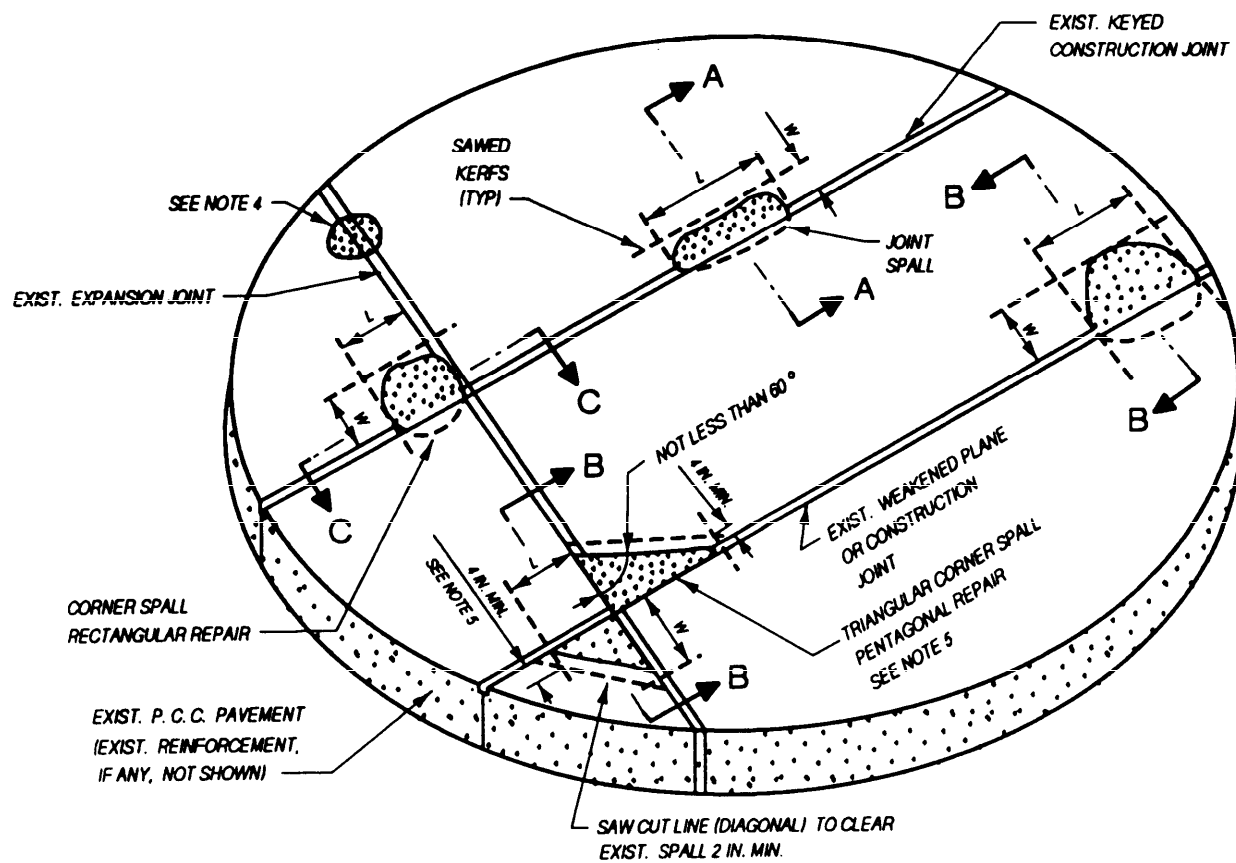 EXIST. KEYED
CONSTRUCTION JOINT
A
SAWED
KERFS
(TYP)
L
W
B
L
SEE NOTE 4
JOINT
SPALL
A
EXIST. EXPANSION JOINT
L
W
W
C
NOT LESS THAN 60°
B
B
4 IN. MIN.
C
L
4 IN. MIN.
SEE NOTE 5
EXIST. WEAKENED PLANE
OR CONSTRUCTION
JOINT
CORNER SPALL
RECTANGULAR REPAIR
W
TRIANGULAR CORNER SPALL
PENTAGONAL REPAIR
SEE NOTE 5
B
EXIST. P. C. C. PAVEMENT
(EXIST. REINFORCEMENT,
IF ANY, NOT SHOWN)
SAW CUT LINE (DIAGONAL) TO CLEAR
EXIST. SPALL 2 IN. MIN.